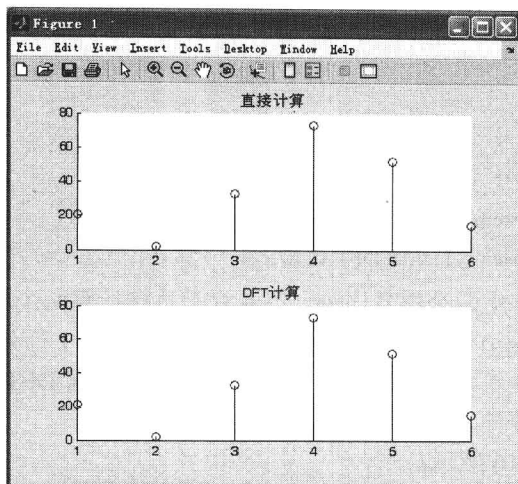 Figure 1
File Edit View Insert Tools Desktop Window Help
直接计算
80
60
40
20
0
1 2 3 4 5 6
DFT计算
80
60
40
20
0
1 2 3 4 5 6